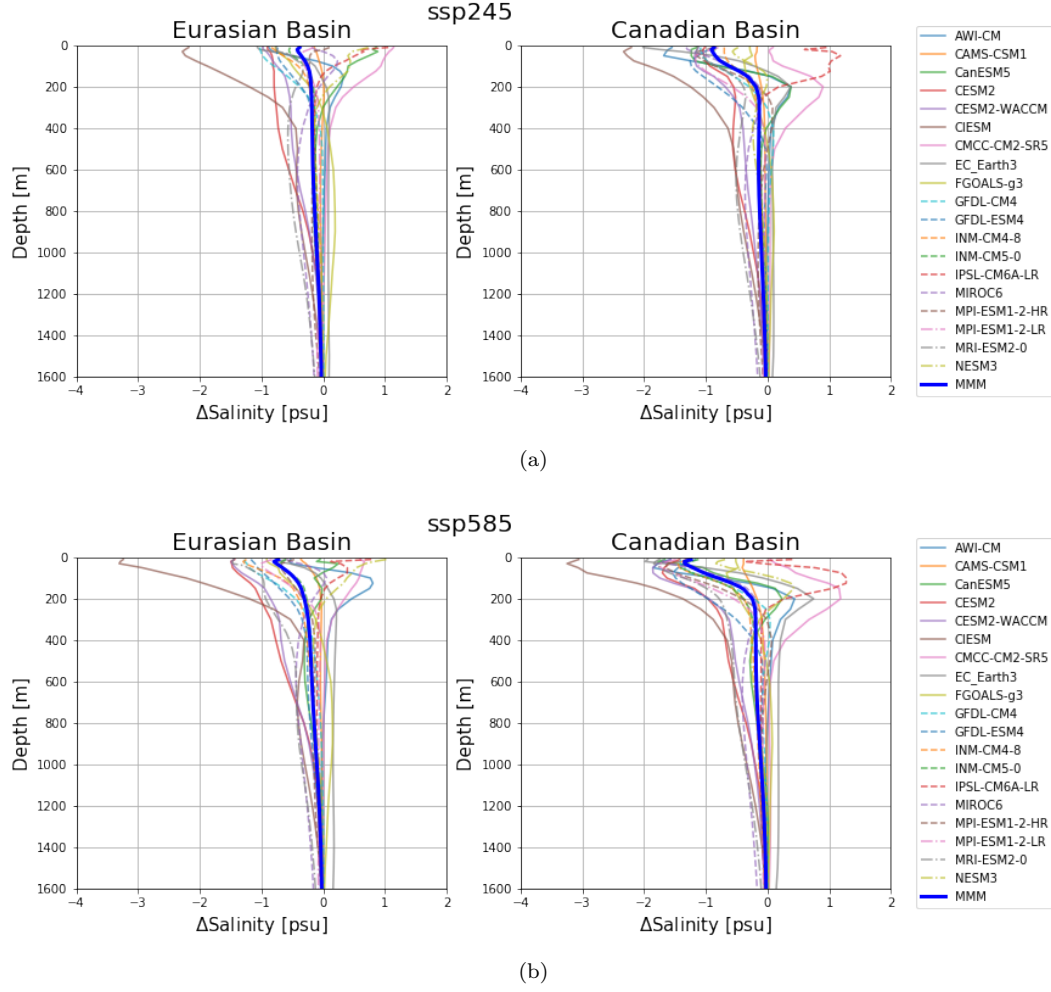 ssp245
Eurasian Basin
Canadian Basin
0
200
400
600
800
1000
1200
1400
1600
Depth [m]
−4
−3
−2
−1
0
1
2
ΔSalinity [psu]
0
200
400
600
800
1000
1200
1400
1600
Depth [m]
−4
−3
−2
−1
0
1
2
ΔSalinity [psu]
AWI-CM
CAMS-CSM1
CanESM5
CESM2
CESM2-WACCM
CIESM
CMCC-CM2-SR5
EC_Earth3
FGOALS-g3
GFDL-CM4
GFDL-ESM4
INM-CM4-8
INM-CM5-0
IPSL-CM6A-LR
MIROC6
MPI-ESM1-2-HR
MPI-ESM1-2-LR
MRI-ESM2-0
NESM3
MMM
(a)
ssp585
Eurasian Basin
Canadian Basin
0
200
400
600
800
1000
1200
1400
1600
Depth [m]
−4
−3
−2
−1
0
1
2
ΔSalinity [psu]
0
200
400
600
800
1000
1200
1400
1600
Depth [m]
−4
−3
−2
−1
0
1
2
ΔSalinity [psu]
AWI-CM
CAMS-CSM1
CanESM5
CESM2
CESM2-WACCM
CIESM
CMCC-CM2-SR5
EC_Earth3
FGOALS-g3
GFDL-CM4
GFDL-ESM4
INM-CM4-8
INM-CM5-0
IPSL-CM6A-LR
MIROC6
MPI-ESM1-2-HR
MPI-ESM1-2-LR
MRI-ESM2-0
NESM3
MMM
(b)